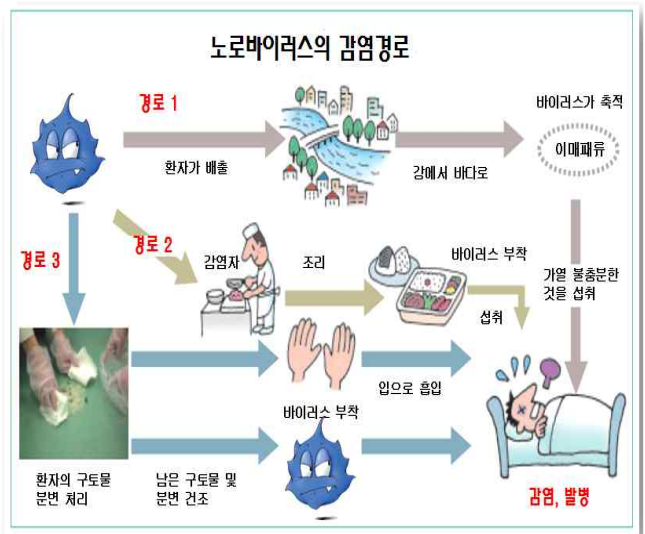 노로바이러스의 감염경로
경로 1
환자가 배출
강에서 바다로
바이러스가 축적
이매패류
경로 2
감염자
조리
바이러스 부착
섭취
가열 불충분한
것을 섭취
경로 3
입으로 흡입
바이러스 부착
환자의 구토물
분변 처리
남은 구토물 및
분변 건조
감염, 발병